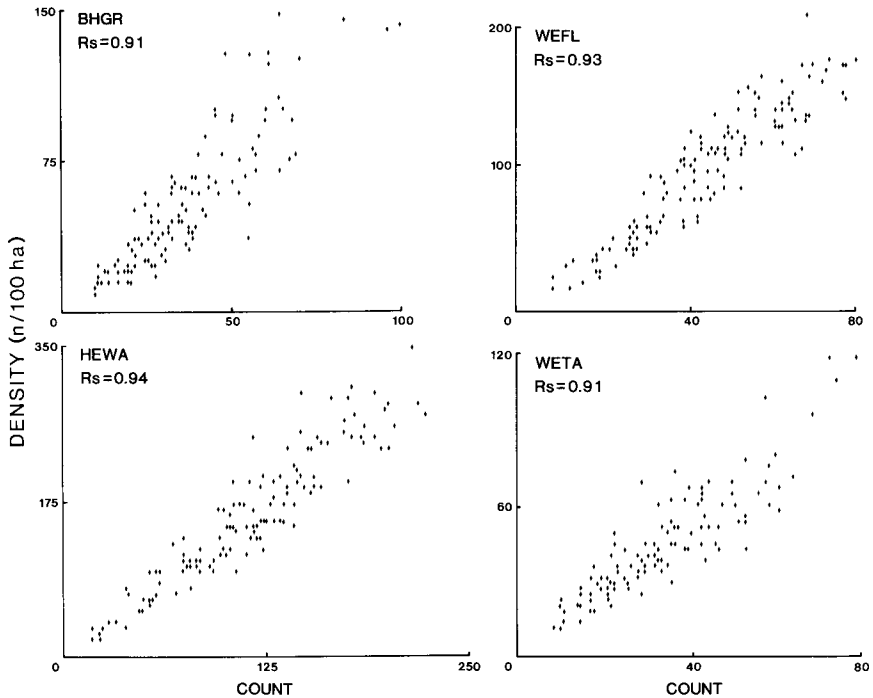 BHGR
Rs=0.91
150
75
0
50
100
WEFL
Rs=0.93
200
100
0
40
80
HEWA
Rs=0.94
350
175
0
125
250
COUNT
WETA
Rs=0.91
120
60
0
40
80
COUNT
DENSITY (n/100 ha)